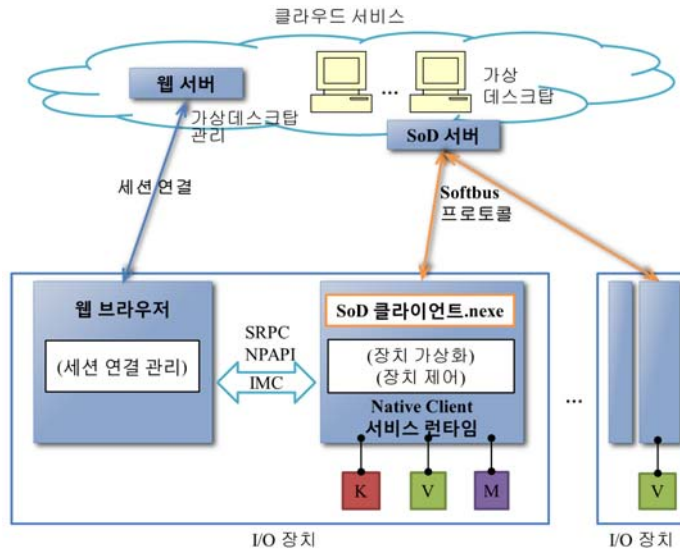 클라우드 서비스
웹 서버
...
가상
데스크탑
가상데스크탑
관리
SoD 서버
세션 연결
Softbus
프로토콜
웹 브라우저
(세션 연결 관리)
SRPC
NPAPI
IMC
SoD 클라이언트.nexe
(장치 가상화)
(장치 제어)
Native Client
서비스 런타임
...
K
V
M
V
I/O 장치
I/O 장치